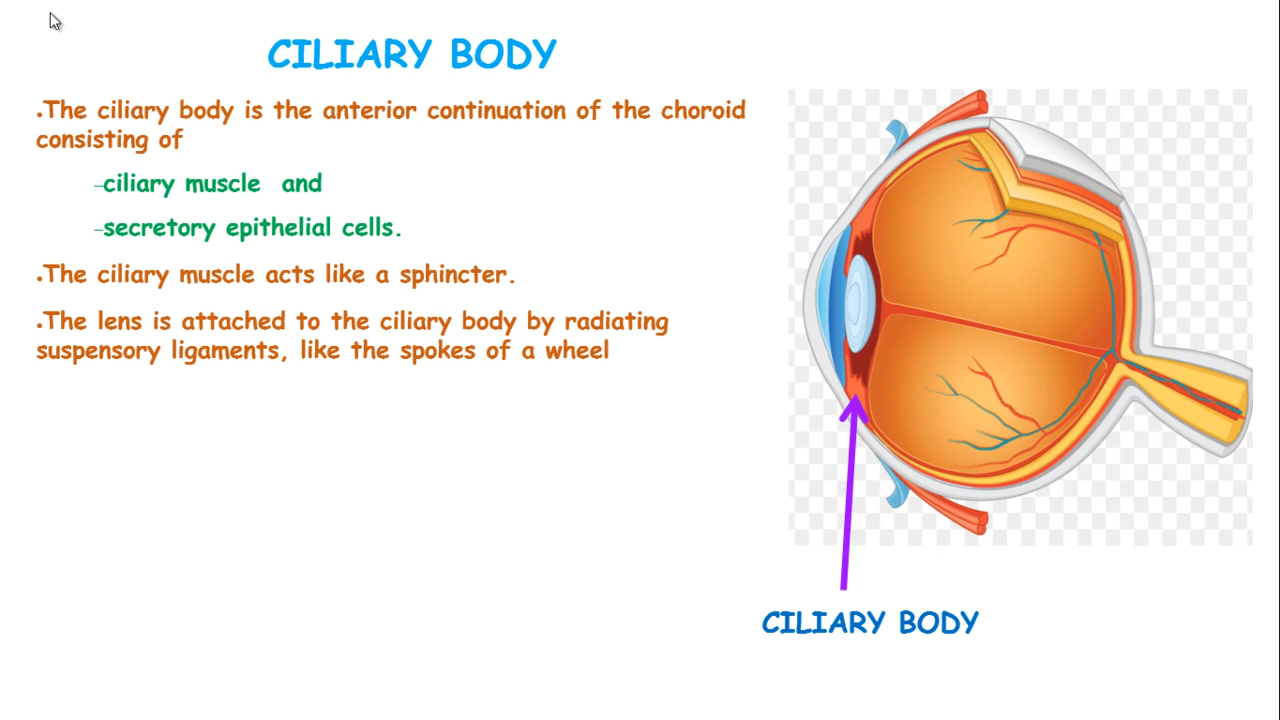 CILIARY BODY
•The ciliary body is the anterior continuation of the choroid
consisting of
–ciliary muscle and
–secretory epithelial cells.
•The ciliary muscle acts like a sphincter.
•The lens is attached to the ciliary body by radiating
suspensory ligaments, like the spokes of a wheel
CILIARY BODY